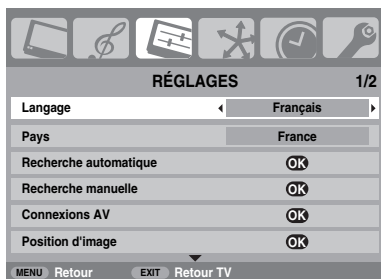 RÉGLAGES 1/2
Langage Français
Pays France
Recherche automatique OK
Recherche manuelle OK
Connexions AV OK
Position d'image OK
MENU Retour EXIT Retour TV